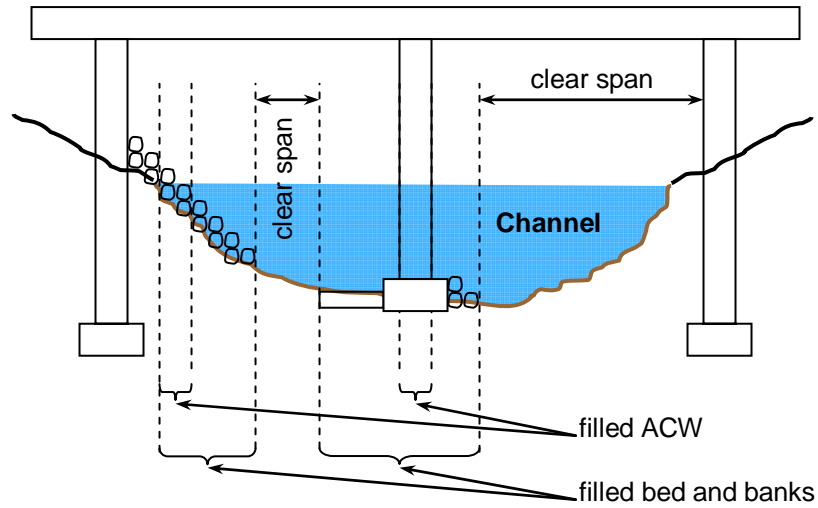 clear span
clear span
Channel
filled ACW
filled bed and banks